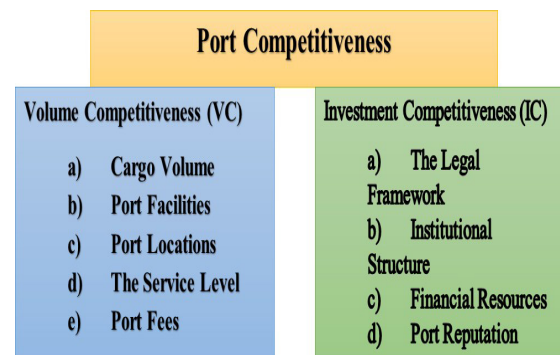 Port Competitiveness
Volume Competitiveness (VC)
a) Cargo Volume
b) Port Facilities
c) Port Locations
d) The Service Level
e) Port Fees
Investment Competitiveness (IC)
a) The Legal
Framework
b) Institutional
Structure
c) Financial Resources
d) Port Reputation